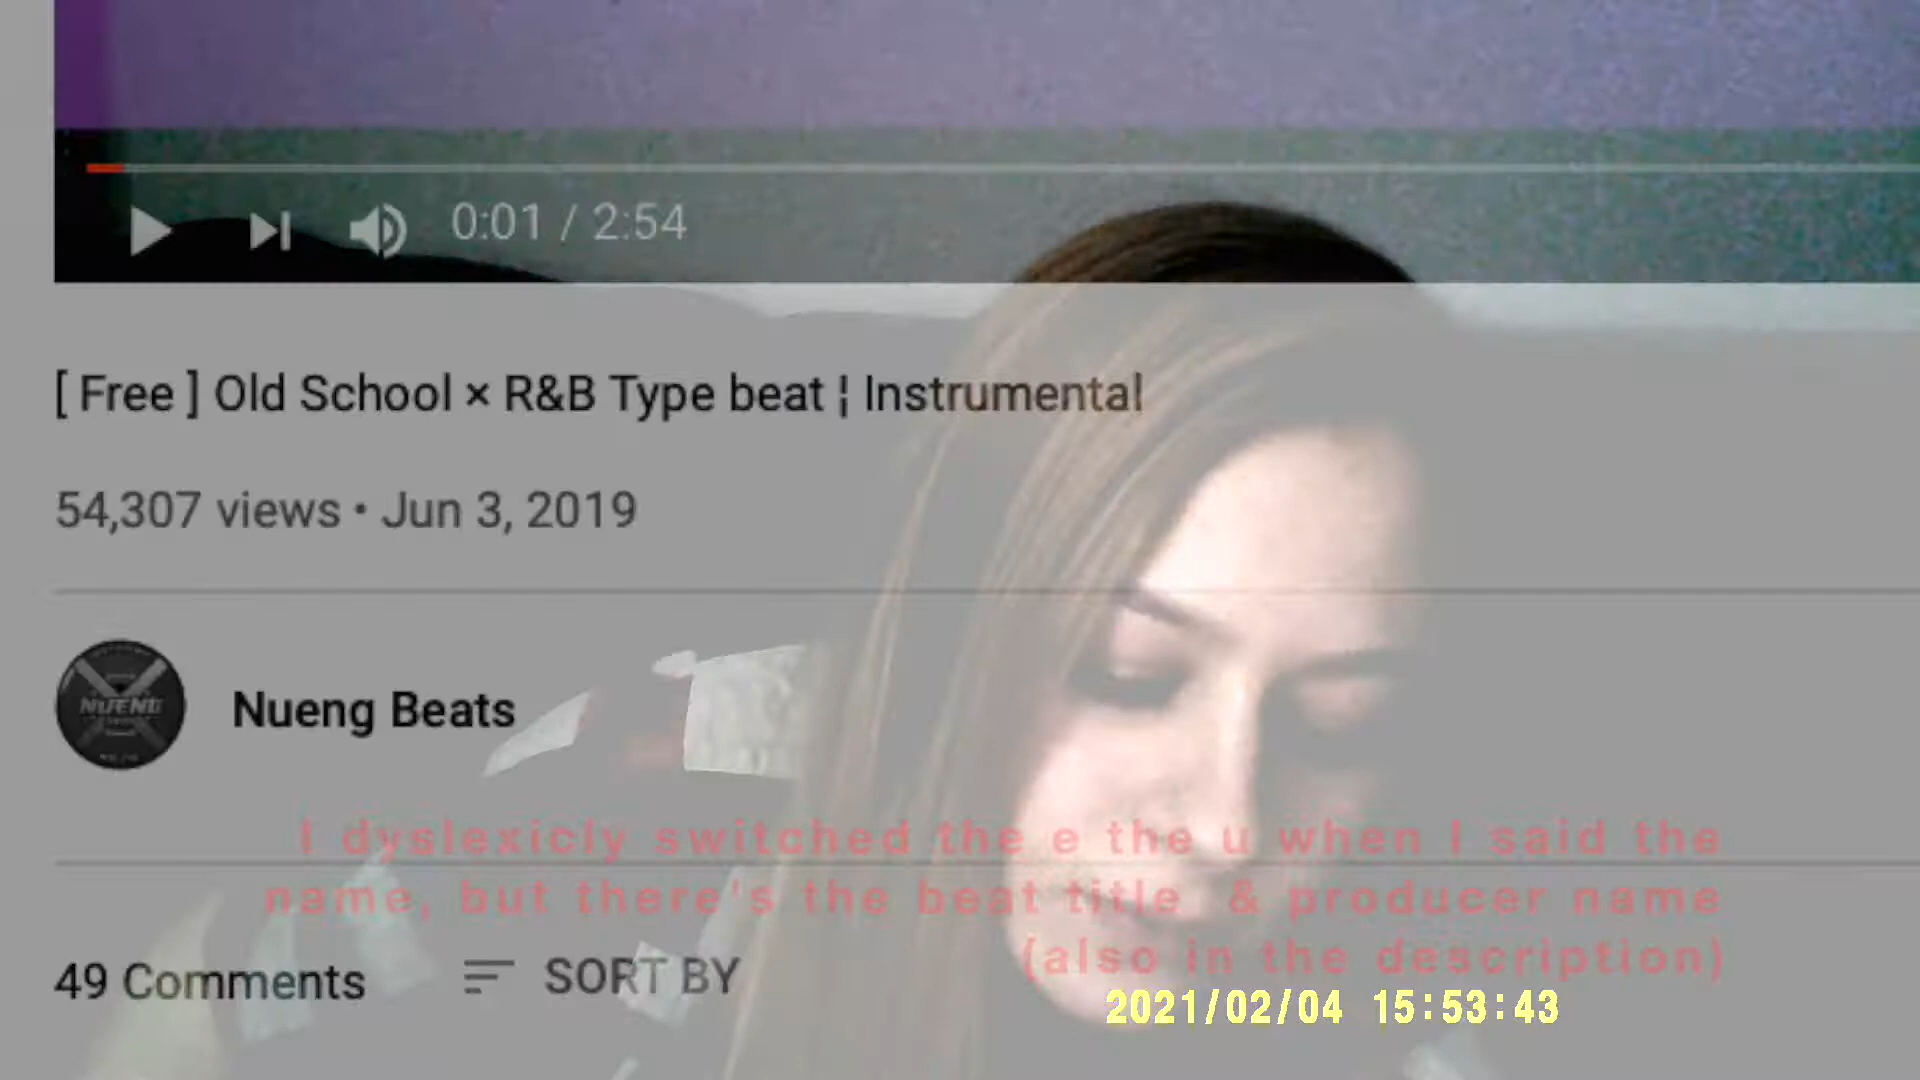 0:01 / 2:54
[ Free ] Old School × R&B Type beat ¦ Instrumental
54,307 views • Jun 3, 2019
NUENG
Nueng Beats
I dyslexicly switched the e the u when I said the
name, but there's the beat title & producer name
(also in the description)
49 Comments
SORT BY
2021/02/04 15:53:43